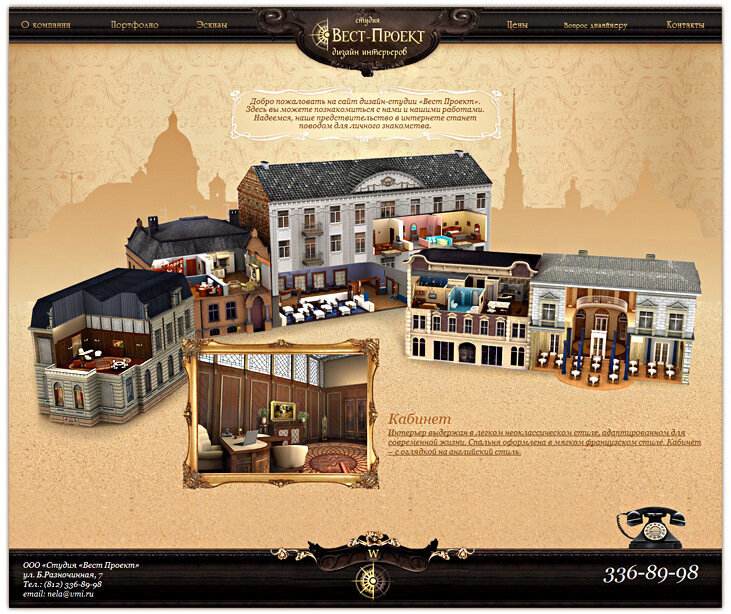 О компании
Портфолио
Эскизы
студия
Вест-Проект
дизайн интерьеров
Цены
Вопрос дизайнеру
Контакты
Добро пожаловать на сайт дизайн-студии «Вест Проект».
Здесь вы можете познакомиться с нами и нашими работами.
Надеемся, наше представительство в интернете станет
поводом для личного знакомства.
Кабинет
Интерьер выдержан в легком неоклассическом стиле, адаптированном для
современной жизни. Спальня оформлена в мягком французском стиле. Кабинет
– с оглядкой на английский стиль.
W
ООО «Студия «Вест Проект»
ул. Б.Разночинная, 7
Тел.: (812) 336-89-98
email: nela@vmi.ru
336-89-98